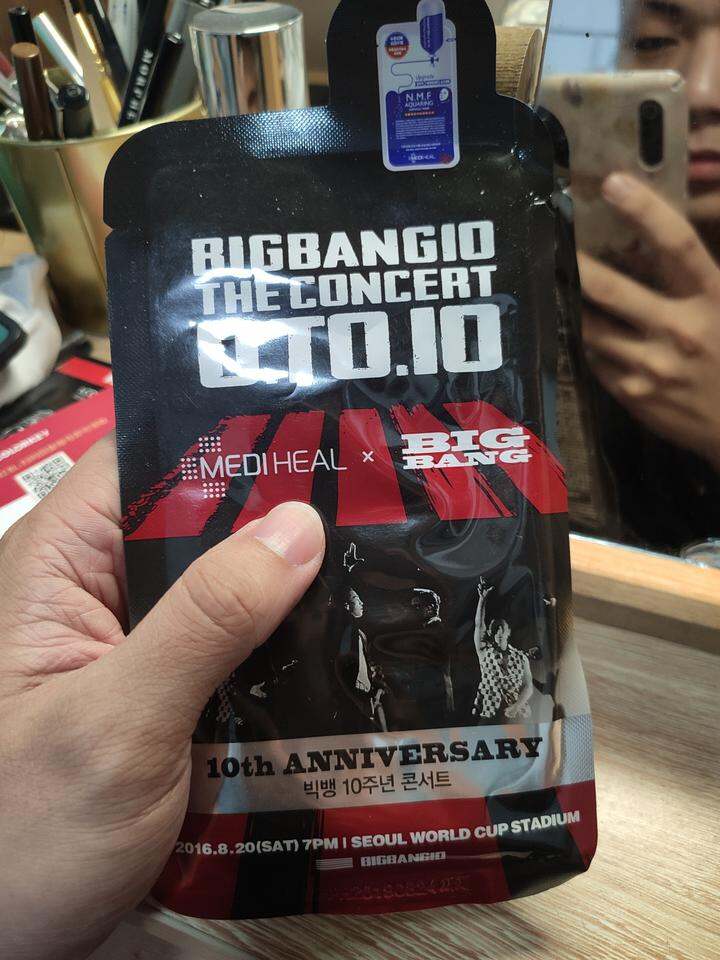 N.M.F
AQUARING
MEDIHEAL
BIGBANG10
THE CONCERT
0.TO.10
MEDIHEAL × BIG BANG
10th ANNIVERSARY
빅뱅 10주년 콘서트
2016.8.20(SAT) 7PM I SEOUL WORLD CUP STADIUM
BIGBANG10